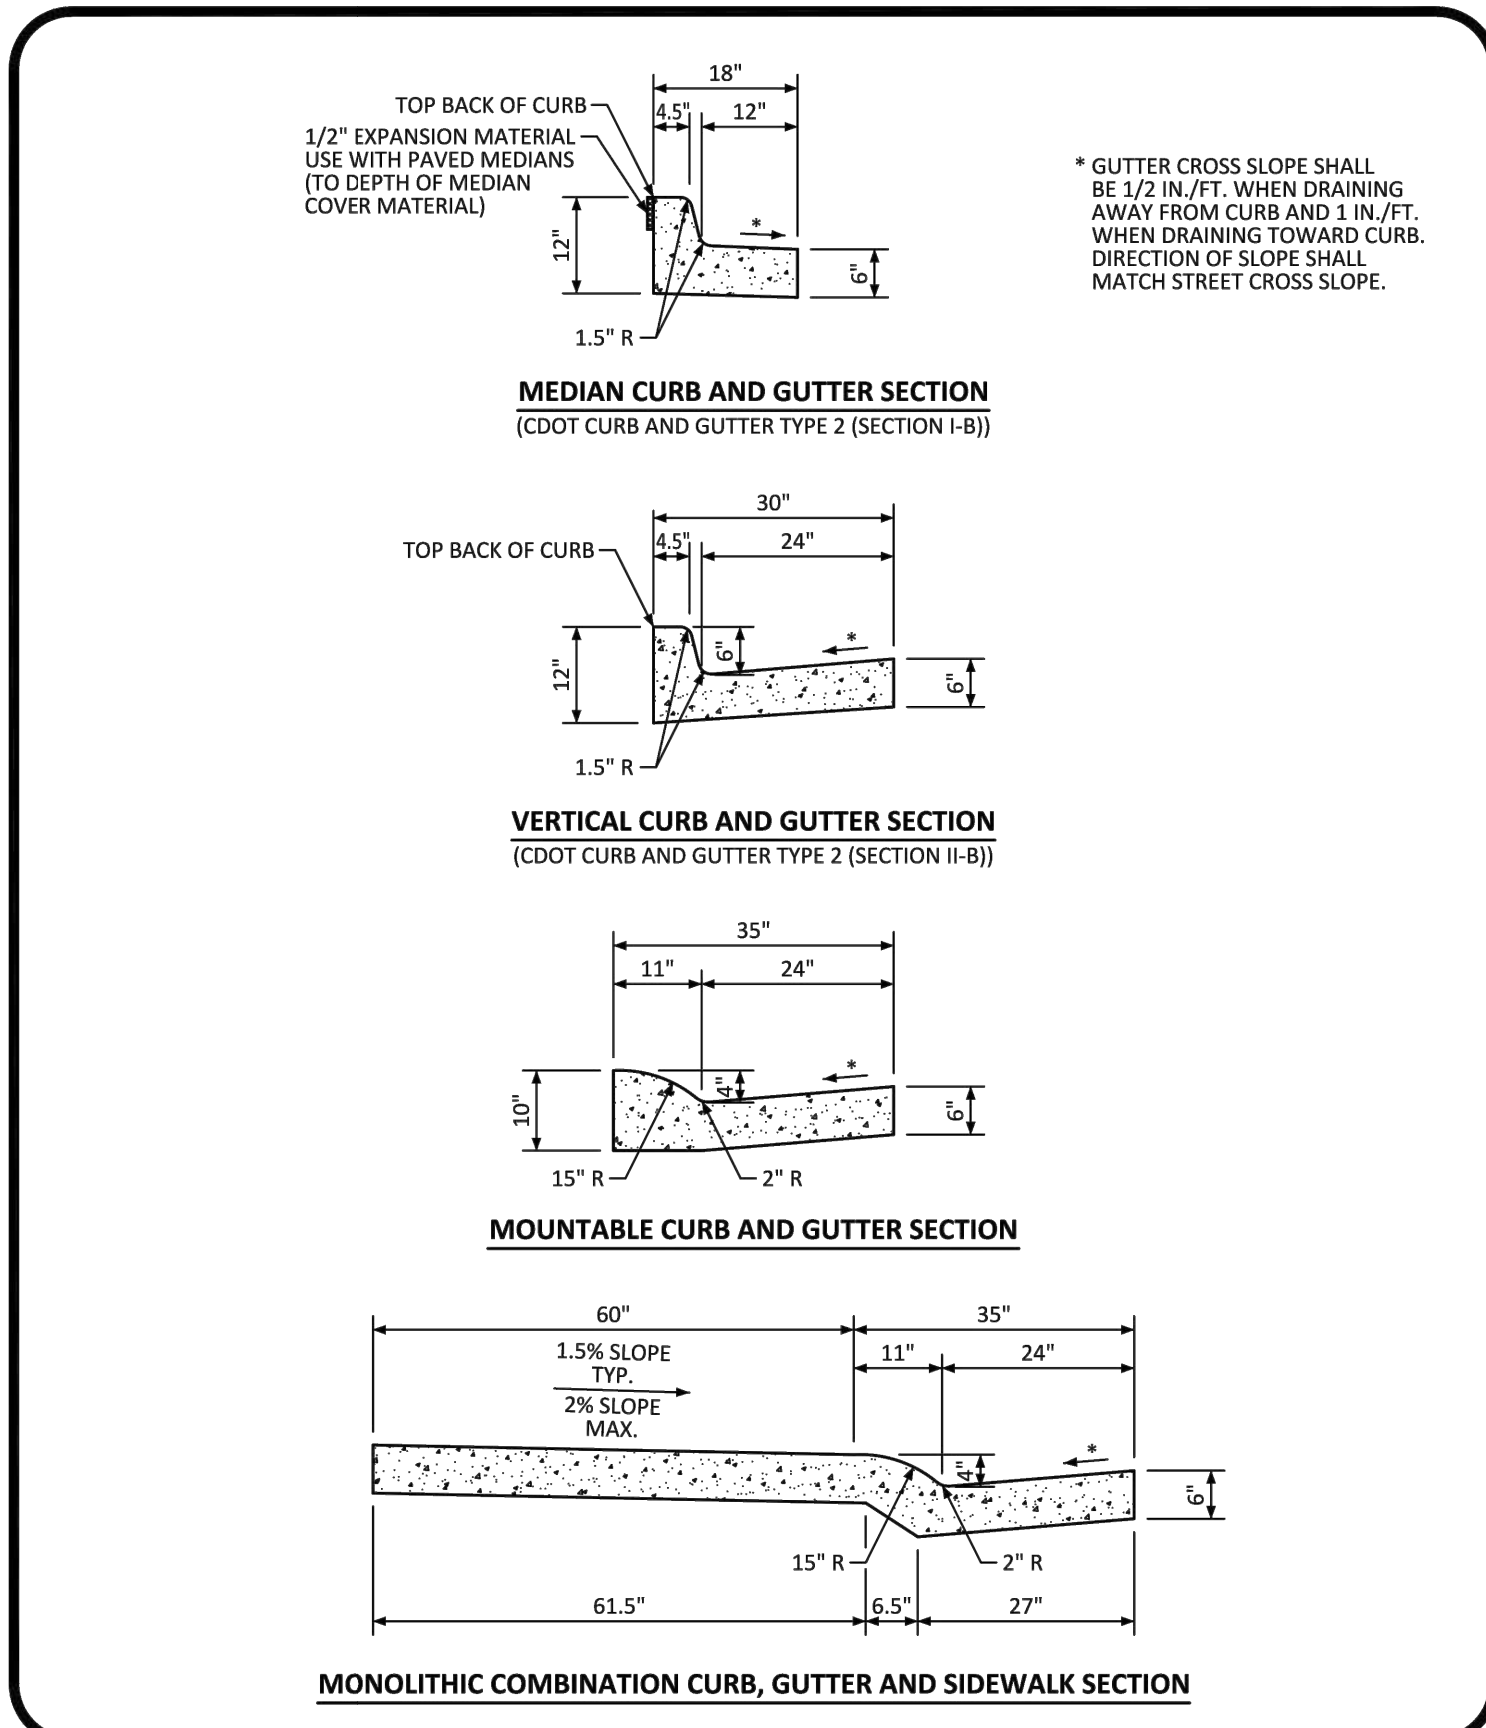 18"
4.5"
12"
TOP BACK OF CURB
1/2" EXPANSION MATERIAL
USE WITH PAVED MEDIANS
(TO DEPTH OF MEDIAN
COVER MATERIAL)
12"
*
6"
1.5" R
* GUTTER CROSS SLOPE SHALL
BE 1/2 IN./FT. WHEN DRAINING
AWAY FROM CURB AND 1 IN./FT.
WHEN DRAINING TOWARD CURB.
DIRECTION OF SLOPE SHALL
MATCH STREET CROSS SLOPE.
MEDIAN CURB AND GUTTER SECTION
(CDOT CURB AND GUTTER TYPE 2 (SECTION I-B))
30"
4.5"
24"
TOP BACK OF CURB
12"
6"
*
6"
1.5" R
VERTICAL CURB AND GUTTER SECTION
(CDOT CURB AND GUTTER TYPE 2 (SECTION II-B))
35"
11"
24"
10"
4"
*
6"
15" R
2" R
MOUNTABLE CURB AND GUTTER SECTION
60"
35"
1.5% SLOPE
TYP.
2% SLOPE
MAX.
11"
24"
4"
*
6"
15" R
2" R
61.5"
6.5"
27"
MONOLITHIC COMBINATION CURB, GUTTER AND SIDEWALK SECTION